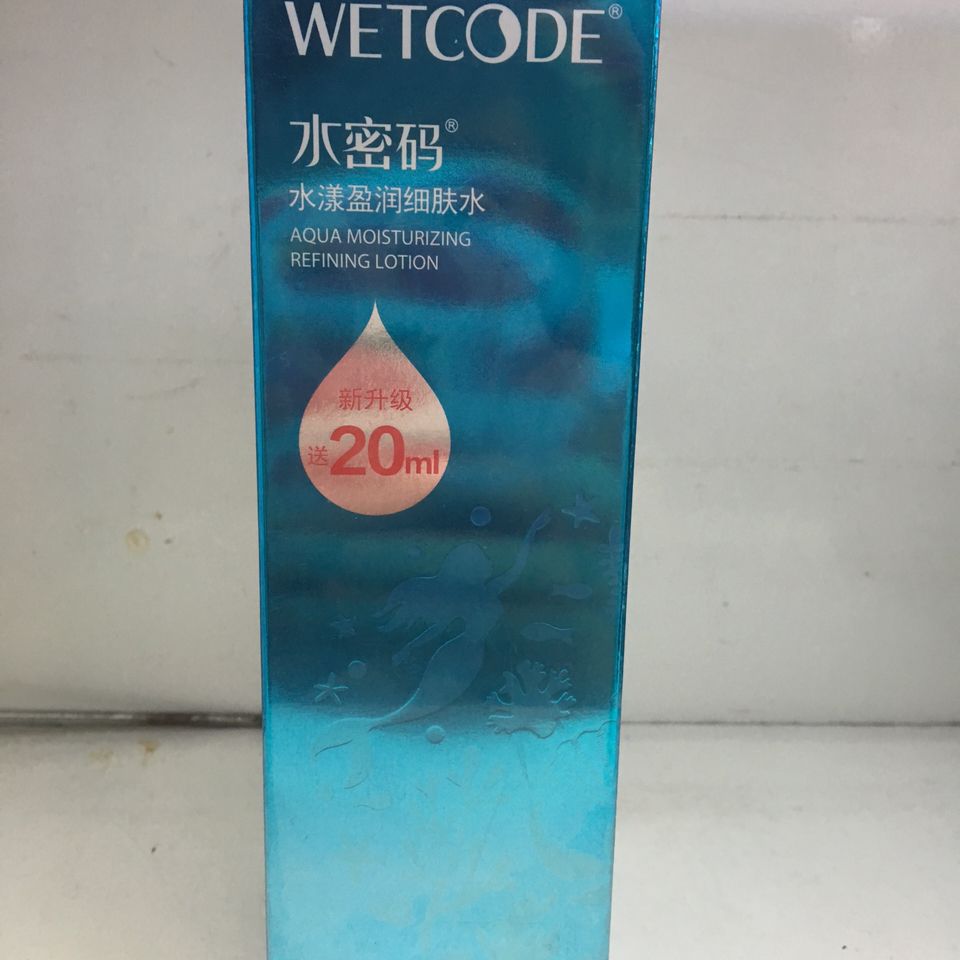 WETCODE®
水密码®
水漾盈润细肤水
AQUA MOISTURIZING
REFINING LOTION
新升级
送20ml